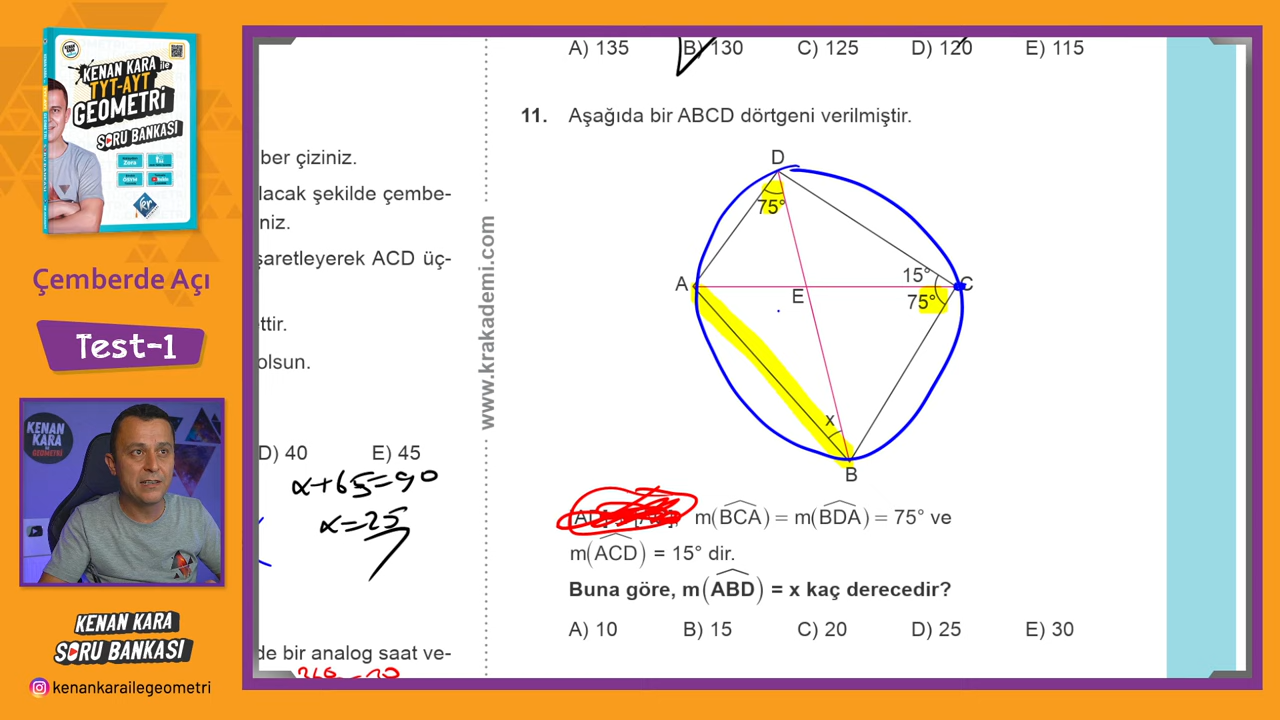 KENAN KARA ile
TYT-AYT
GEOMETRİ
SORU BANKASI
Çemberde Açı
Test-1
KENAN
KARA
GEOMETRİ
KENAN KARA
SORU BANKASI
kenankarailegeometri
ber çiziniz.
lacak şekilde çembe-
niz.
şaretleyerek ACD üç-
ttir.
olsun.
D) 40 E) 45
α+65=90
α=25
de bir analog saat ve-
www.krakademi.com
A) 135 B) 130 C) 125 D) 120 E) 115
11. Aşağıda bir ABCD dörtgeni verilmiştir.
D
75°
15°
A
C
E
75°
x
B
m(BCA) = m(BDA) = 75° ve
m(ACD) = 15° dir.
Buna göre, m(ABD) = x kaç derecedir?
A) 10 B) 15 C) 20 D) 25 E) 30